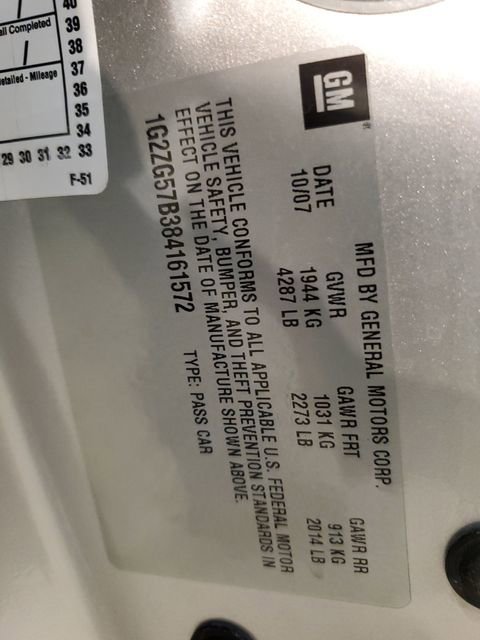 GM
MFD BY GENERAL MOTORS CORP.
DATE GVWR GAWR FRT GAWR RR
10/07 1944 KG 1031 KG 913 KG
4287 LB 2273 LB 2014 LB
THIS VEHICLE CONFORMS TO ALL APPLICABLE U.S. FEDERAL MOTOR
VEHICLE SAFETY, BUMPER, AND THEFT PREVENTION STANDARDS IN
EFFECT ON THE DATE OF MANUFACTURE SHOWN ABOVE.
1G2ZG57B384161572 TYPE: PASS CAR
40
39
38
37
36
35
34
29 30 31 32 33
Completed
Mileage
F-51